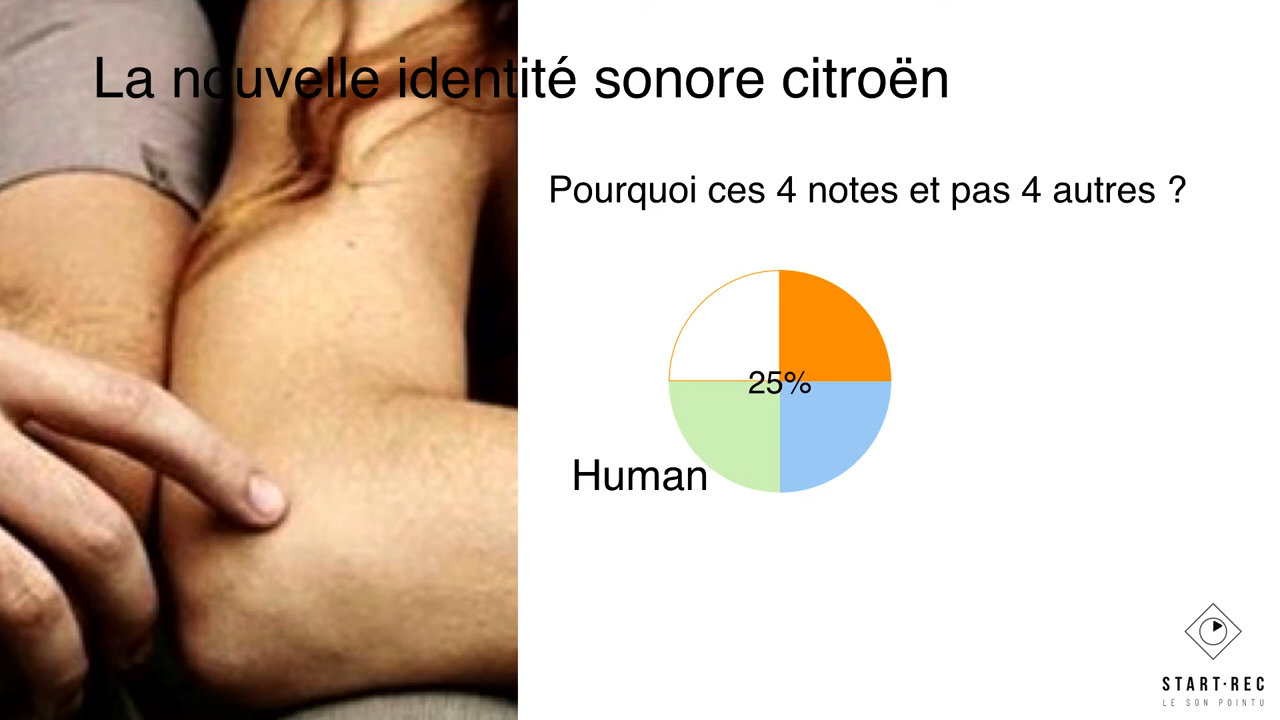 La nouvelle identité sonore citroën
Pourquoi ces 4 notes et pas 4 autres ?
25%
Human
START·REC
LE SON POINTU